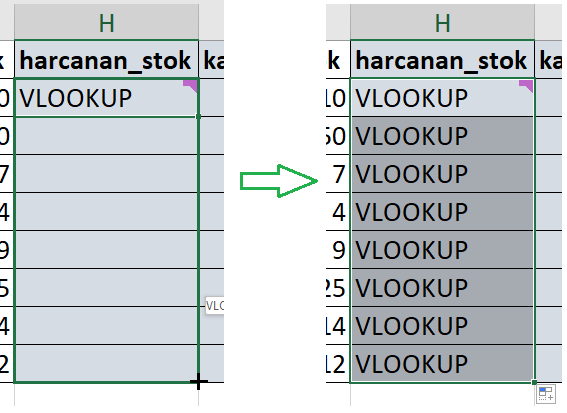 H
k harcanan_stok ka
0 VLOOKUP
0
7
4
9
5 VLO
4
2
H
k harcanan_stok ka
10 VLOOKUP
50 VLOOKUP
7 VLOOKUP
4 VLOOKUP
9 VLOOKUP
25 VLOOKUP
14 VLOOKUP
12 VLOOKUP